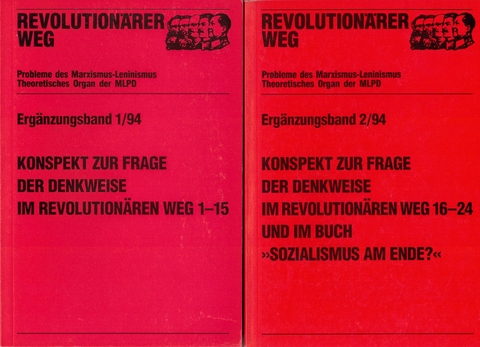 REVOLUTIONÄRER
WEG
Probleme des Marxismus-Leninismus
Theoretisches Organ der MLPD
Ergänzungsband 1/94
KONSPEKT ZUR FRAGE
DER DENKWEISE
IM REVOLUTIONÄREN WEG 1–15
REVOLUTIONÄRER
WEG
Probleme des Marxismus-Leninismus
Theoretisches Organ der MLPD
Ergänzungsband 2/94
KONSPEKT ZUR FRAGE
DER DENKWEISE
IM REVOLUTIONÄREN WEG 16–24
UND IM BUCH
»SOZIALISMUS AM ENDE?«